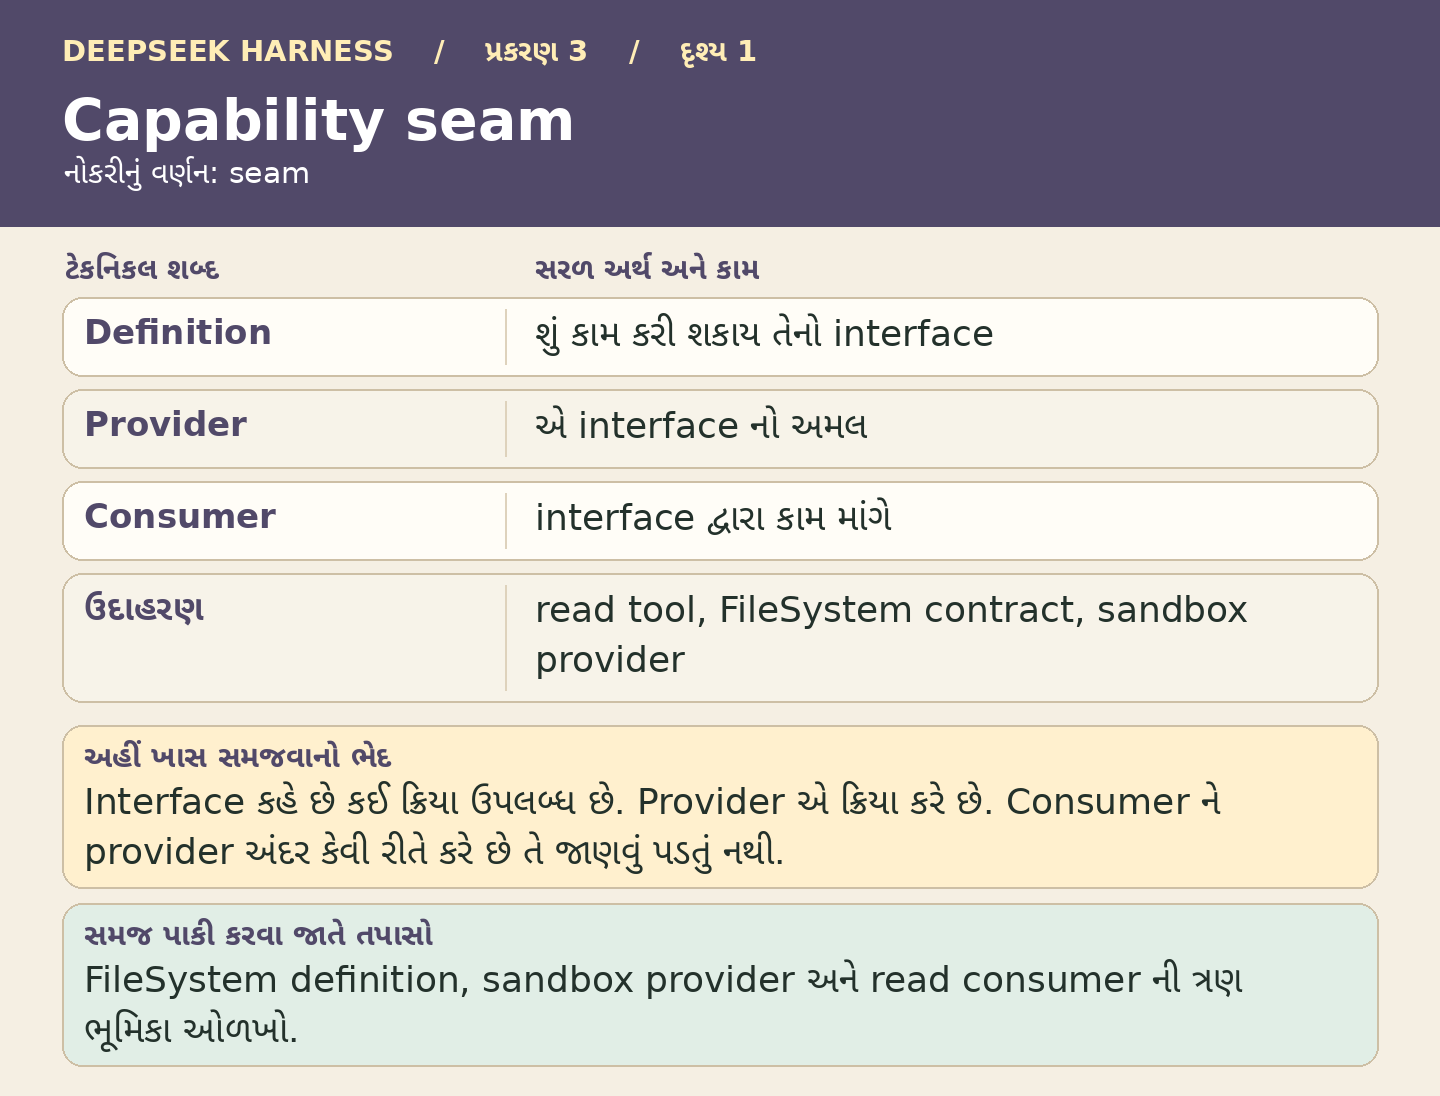 DEEPSEEK HARNESS / પ્રકરણ 3 / દૃશ્ય 1
Capability seam
નોકરીનું વર્ણન: seam
ટેકનિકલ શબ્દ સરળ અર્થ અને કામ
Definition શું કામ કરી શકાય તેનો interface
Provider એ interface નો અમલ
Consumer interface દ્વારા કામ માંગે
ઉદાહરણ read tool, FileSystem contract, sandbox
provider
અહીં ખાસ સમજવાનો ભેદ
Interface કહે છે કઈ ક્રિયા ઉપલબ્ધ છે. Provider એ ક્રિયા કરે છે. Consumer ને
provider અંદર કેવી રીતે કરે છે તે જાણવું પડતું નથી.
સમજ પાકી કરવા જાતે તપાસો
FileSystem definition, sandbox provider અને read consumer ની ત્રણ
ભૂમિકા ઓળખો.